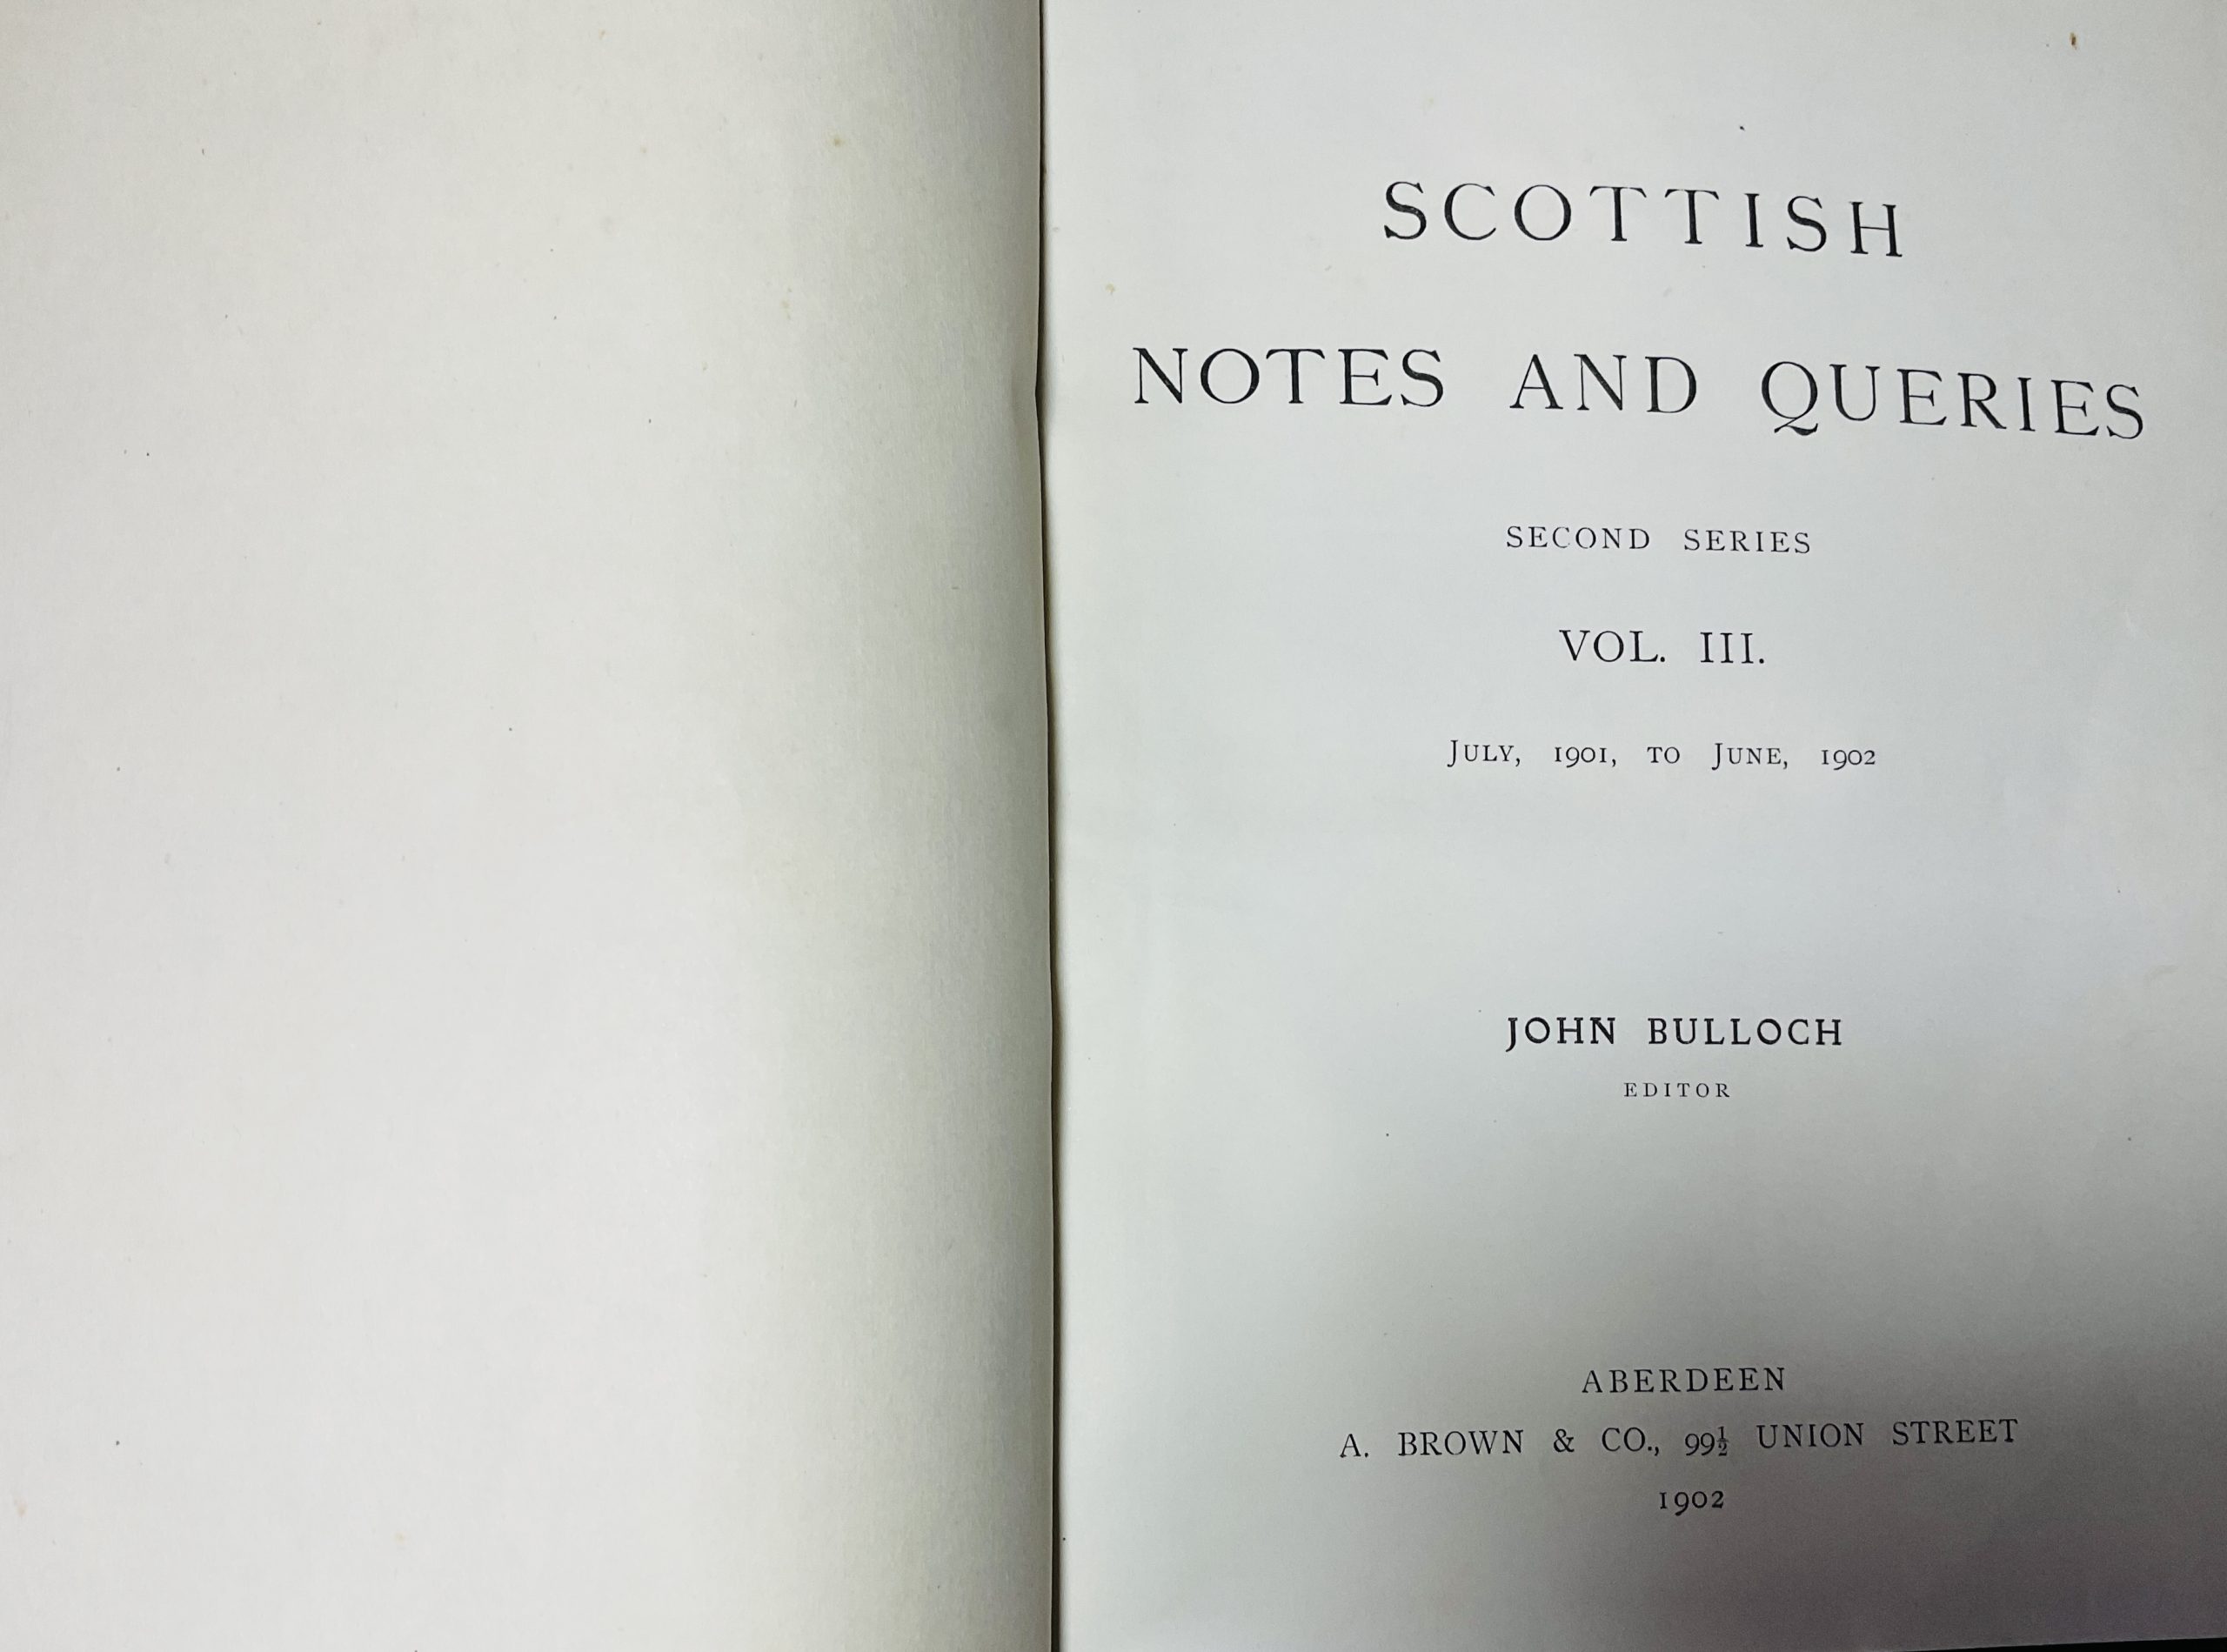 SCOTTISH
NOTES AND QUERIES
SECOND SERIES
VOL. III.
JULY, 1901, TO JUNE, 1902
JOHN BULLOCH
EDITOR
ABERDEEN
A. BROWN & CO., 99½ UNION STREET
1902